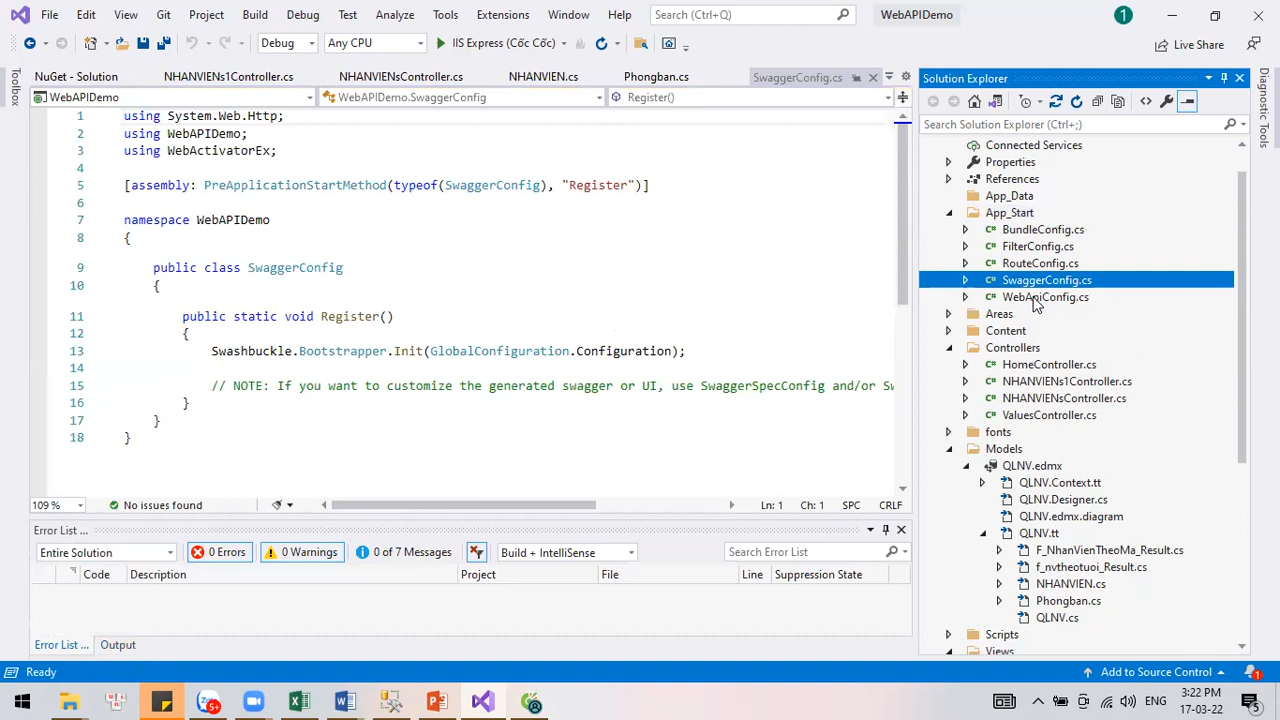 File Edit View Git Project Build Debug Test Analyze Tools Extensions Window Help Search (Ctrl+Q) WebAPIDemo 1
Debug Any CPU IIS Express (Cốc Cốc) Live Share
Toolbox
NuGet - Solution NHANVIENs1Controller.cs NHANVIENsController.cs NHANVIEN.cs Phongban.cs SwaggerConfig.cs
WebAPIDemo WebAPIDemo.SwaggerConfig Register()
1 using System.Web.Http;
2 using WebAPIDemo;
3 using WebActivatorEx;
4
5 [assembly: PreApplicationStartMethod(typeof(SwaggerConfig), "Register")]
6
7 namespace WebAPIDemo
8 {
9 public class SwaggerConfig
10 {
11 public static void Register()
12 {
13 Swashbuckle.Bootstrapper.Init(GlobalConfiguration.Configuration);
14
15 // NOTE: If you want to customize the generated swagger or UI, use SwaggerSpecConfig and/or Sw
16 }
17 }
18 }
109 % No issues found Ln: 1 Ch: 1 SPC CRLF
Error List ...
Entire Solution 0 Errors 0 Warnings 0 of 7 Messages Build + IntelliSense Search Error List
Code Description Project File Line Suppression State
Error List ... Output
Solution Explorer
Search Solution Explorer (Ctrl+;)
Connected Services
Properties
References
App_Data
App_Start
C# BundleConfig.cs
C# FilterConfig.cs
C# RouteConfig.cs
C# SwaggerConfig.cs
C# WebApiConfig.cs
Areas
Content
Controllers
C# HomeController.cs
C# NHANVIENs1Controller.cs
C# NHANVIENsController.cs
C# ValuesController.cs
fonts
Models
QLNV.edmx
QLNV.Context.tt
QLNV.Designer.cs
QLNV.edmx.diagram
QLNV.tt
F_NhanVienTheoMa_Result.cs
f_nvtheotuoi_Result.cs
NHANVIEN.cs
Phongban.cs
QLNV.cs
Scripts
Views
Diagnostic Tools
Ready Add to Source Control 1
5+ ENG 3:22 PM
17-03-22 5